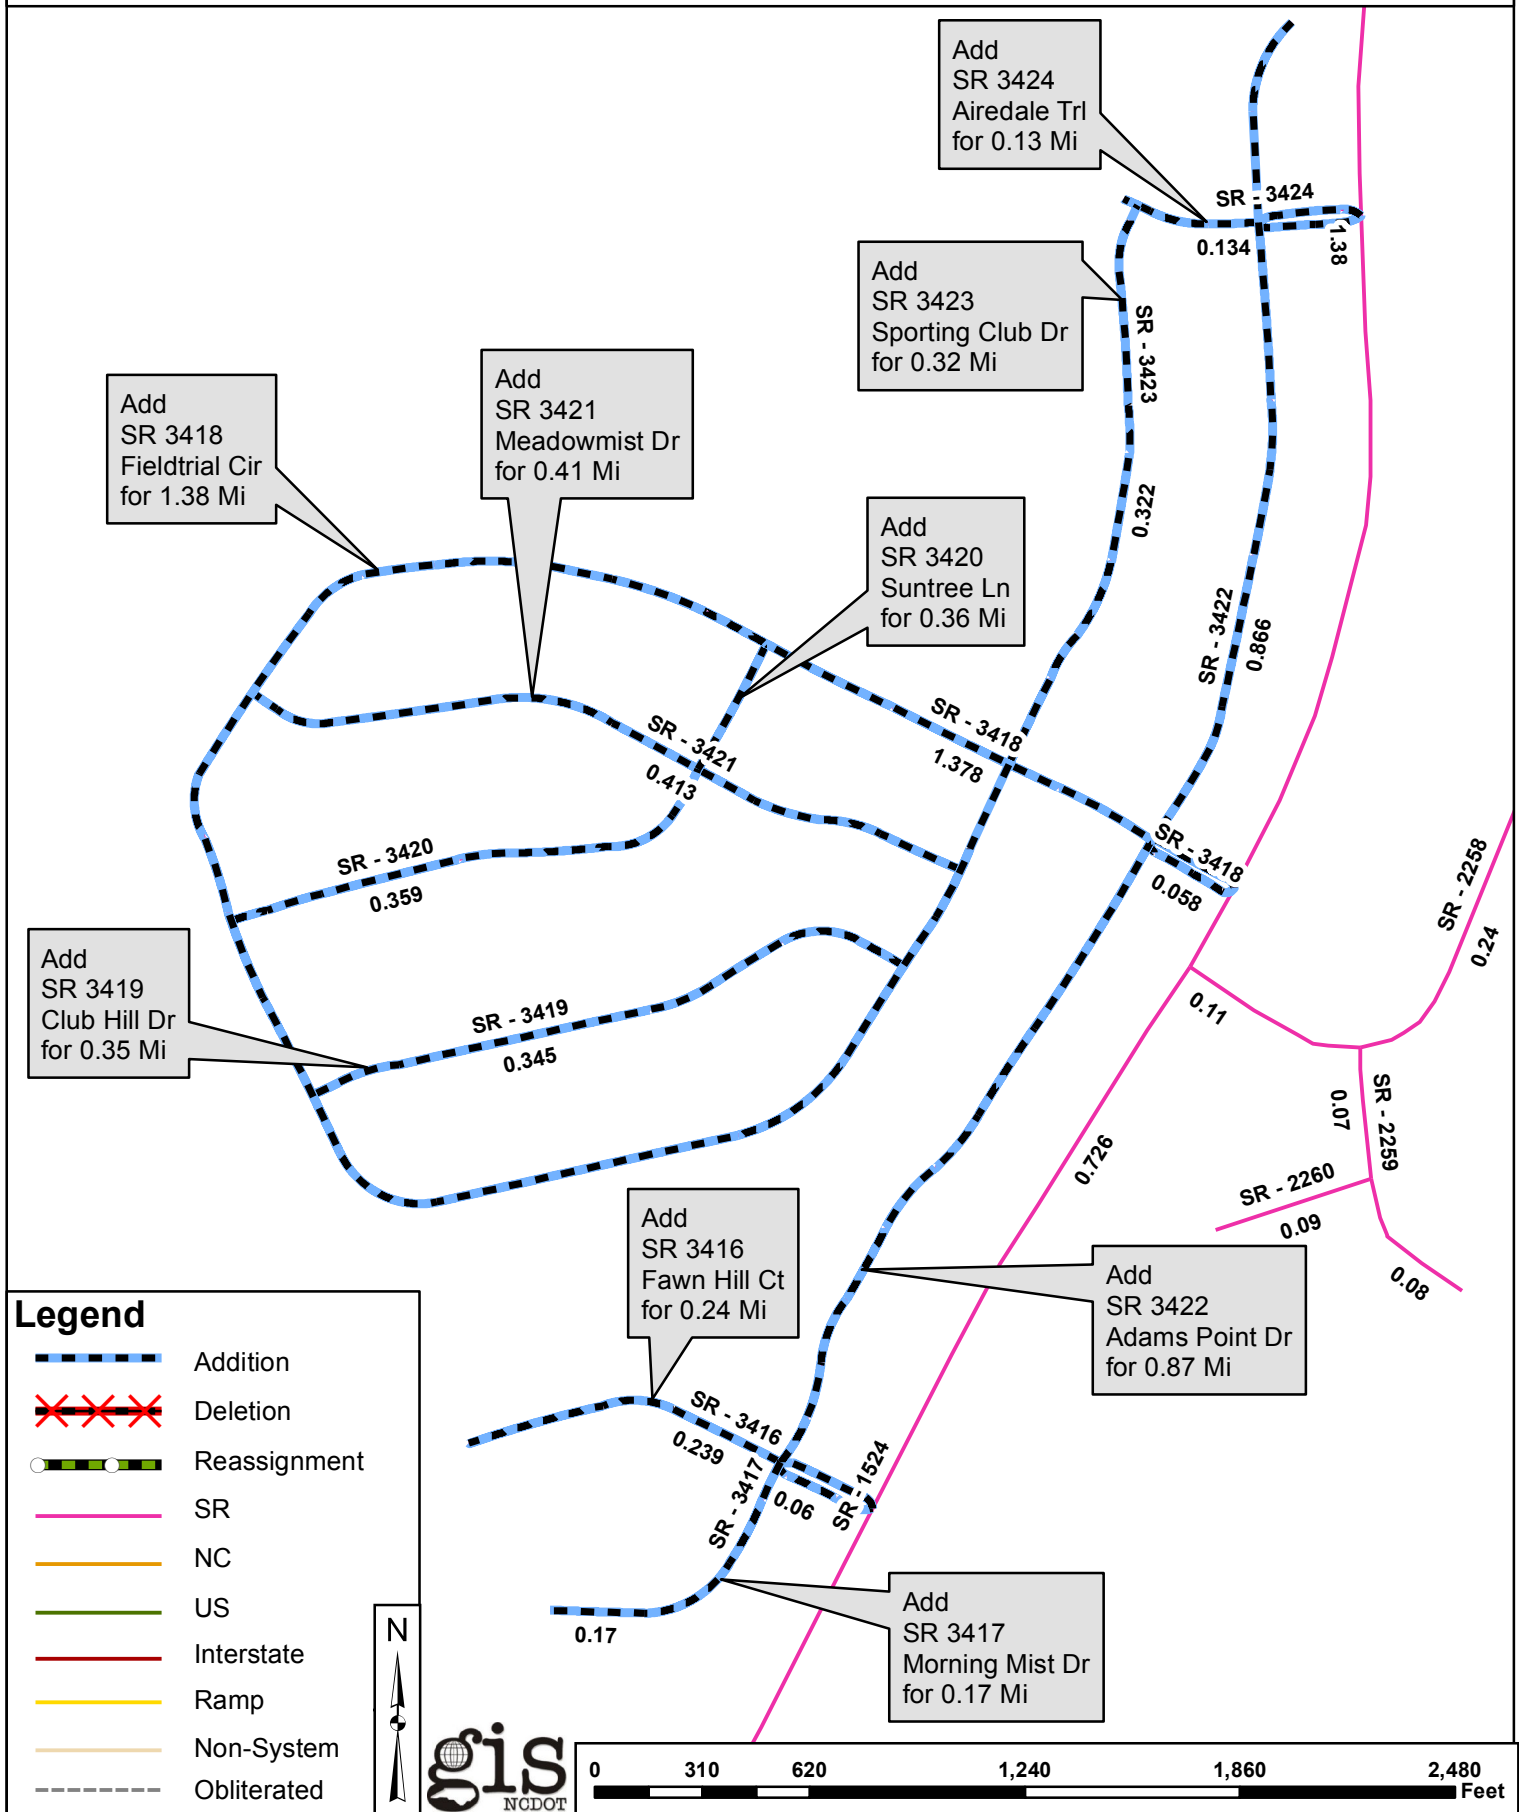 Add
SR 3424
Airedale Trl
for 0.13 Mi
SR - 3424
0.134
1.38
Add
SR 3423
Sporting Club Dr
for 0.32 Mi
SR - 3423
0.322
Add
SR 3421
Meadowmist Dr
for 0.41 Mi
Add
SR 3418
Fieldtrial Cir
for 1.38 Mi
Add
SR 3420
Suntree Ln
for 0.36 Mi
SR - 3422
0.866
SR - 3418
1.378
SR - 3421
0.413
SR - 3418
0.058
SR - 3420
0.359
SR - 2258
0.24
Add
SR 3419
Club Hill Dr
for 0.35 Mi
SR - 3419
0.345
0.11
0.07
SR - 2259
0.726
SR - 2260
0.09
0.08
Add
SR 3416
Fawn Hill Ct
for 0.24 Mi
Add
SR 3422
Adams Point Dr
for 0.87 Mi
SR - 3416
0.239
SR - 3417
0.06
SR - 1524
0.17
Add
SR 3417
Morning Mist Dr
for 0.17 Mi
Legend
Addition
Deletion
Reassignment
SR
NC
US
Interstate
Ramp
Non-System
Obliterated
N
gis
NCDOT
0 310 620 1,240 1,860 2,480
Feet